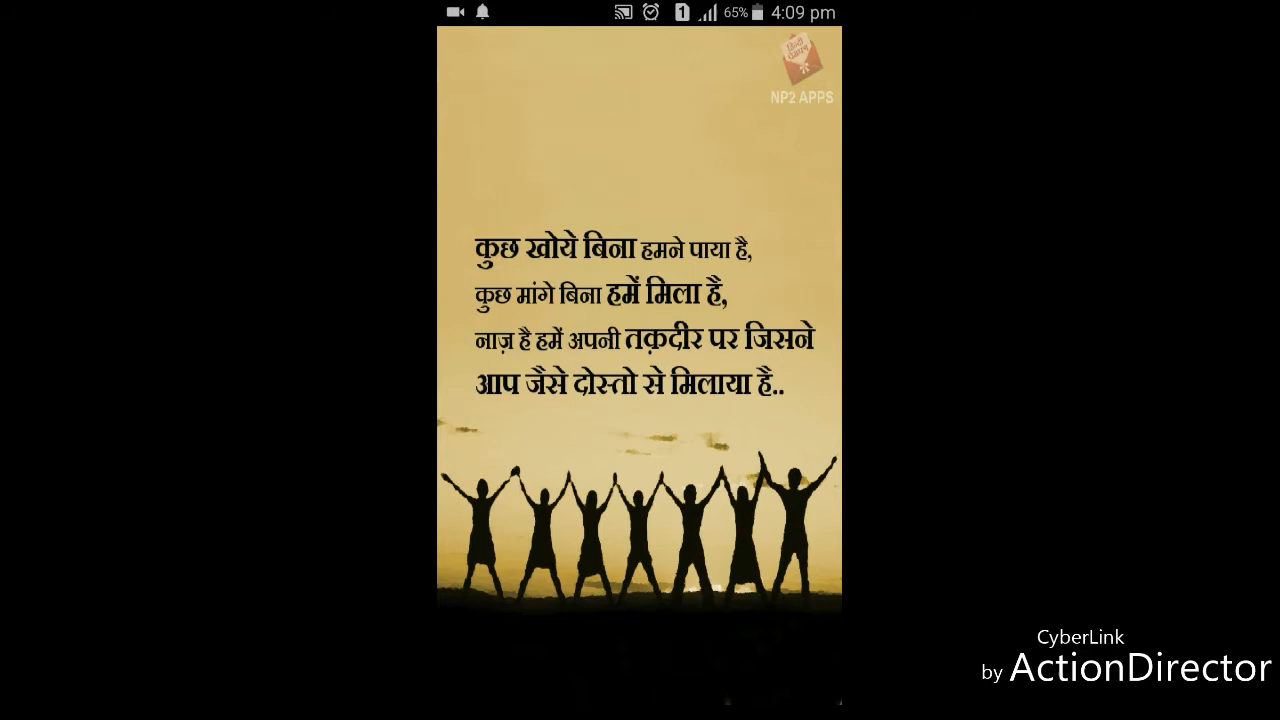 65% 4:09 pm
हिन्दी
NP2 APPS
कुछ खोये बिना हमने पाया है,
कुछ मांगे बिना हमें मिला है,
नाज़ है हमें अपनी तक़दीर पर जिसने
आप जैसे दोस्तो से मिलाया है..
CyberLink
by ActionDirector